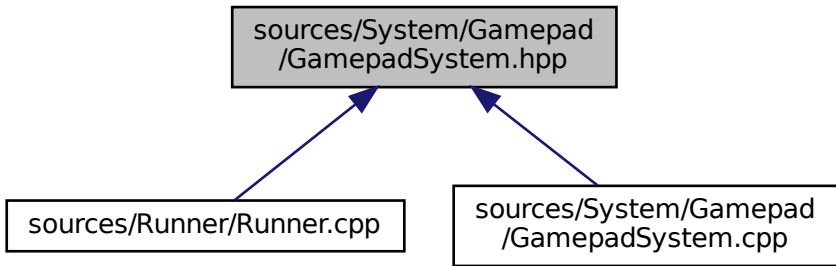 sources/System/Gamepad
/GamepadSystem.hpp
sources/Runner/Runner.cpp
sources/System/Gamepad
/GamepadSystem.cpp